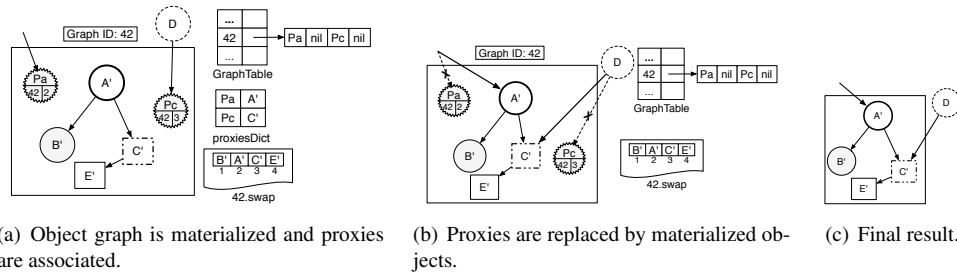 Graph ID: 42
D
...
42
...
GraphTable
Pa nil Pc nil
Pa
42 2
A'
Pc
42 3
B'
C'
E'
Pa A'
Pc C'
proxiesDict
B' A' C' E'
1 2 3 4
42.swap
(a) Object graph is materialized and proxies
are associated.
Graph ID: 42
D
...
42
...
GraphTable
Pa nil Pc nil
Pa
42 2
A'
B'
C'
Pc
42 3
E'
B' A' C' E'
1 2 3 4
42.swap
(b) Proxies are replaced by materialized ob-
jects.
A'
D
B'
C'
E'
(c) Final result.